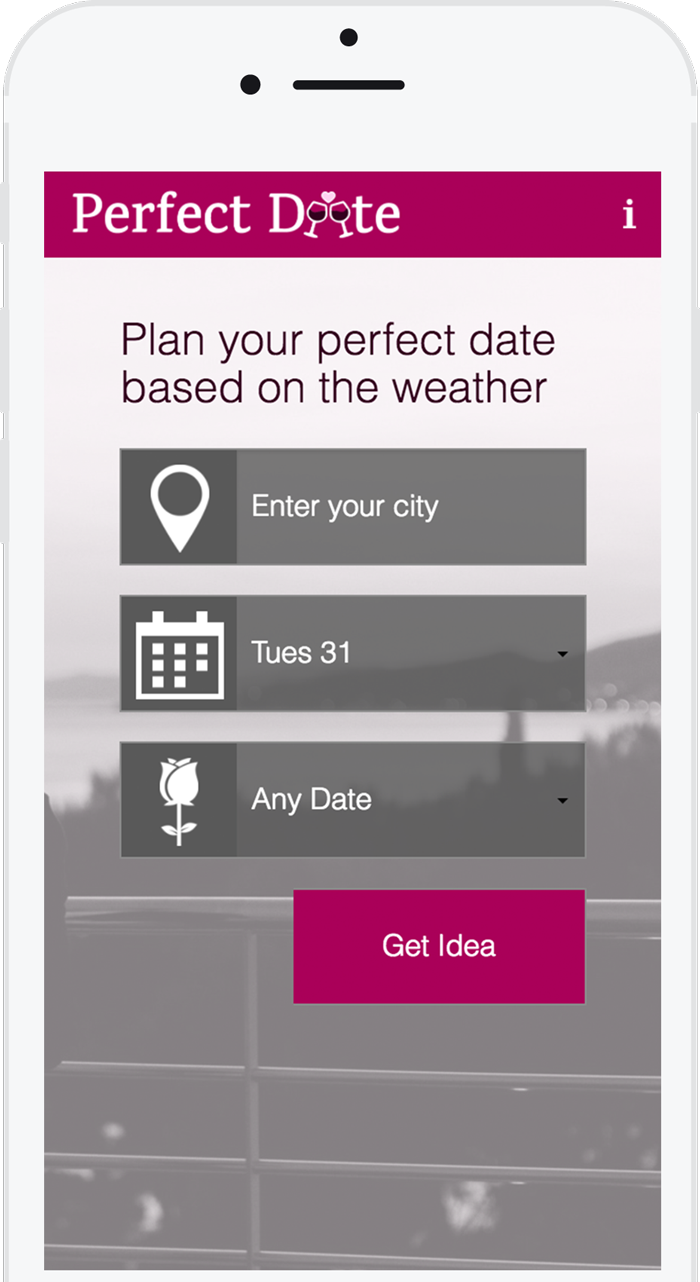 Perfect Date
i
Plan your perfect date
based on the weather
Enter your city
Tues 31
Any Date
Get Idea